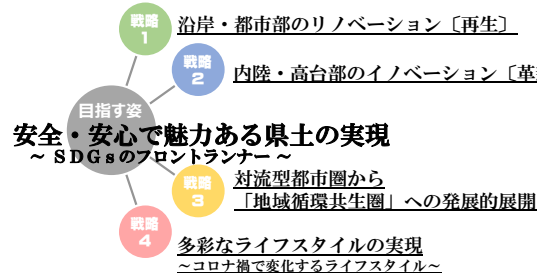 戦略
1
沿岸・都市部のリノベーション〔再生〕
戦略
2
内陸・高台部のイノベーション〔革
目指す姿
安全・安心で魅力ある県土の実現
～ ＳＤＧｓのフロントランナー ～
戦略
3
対流型都市圏から
「地域循環共生圏」への発展的展開
戦略
4
多彩なライフスタイルの実現
～コロナ禍で変化するライフスタイル～